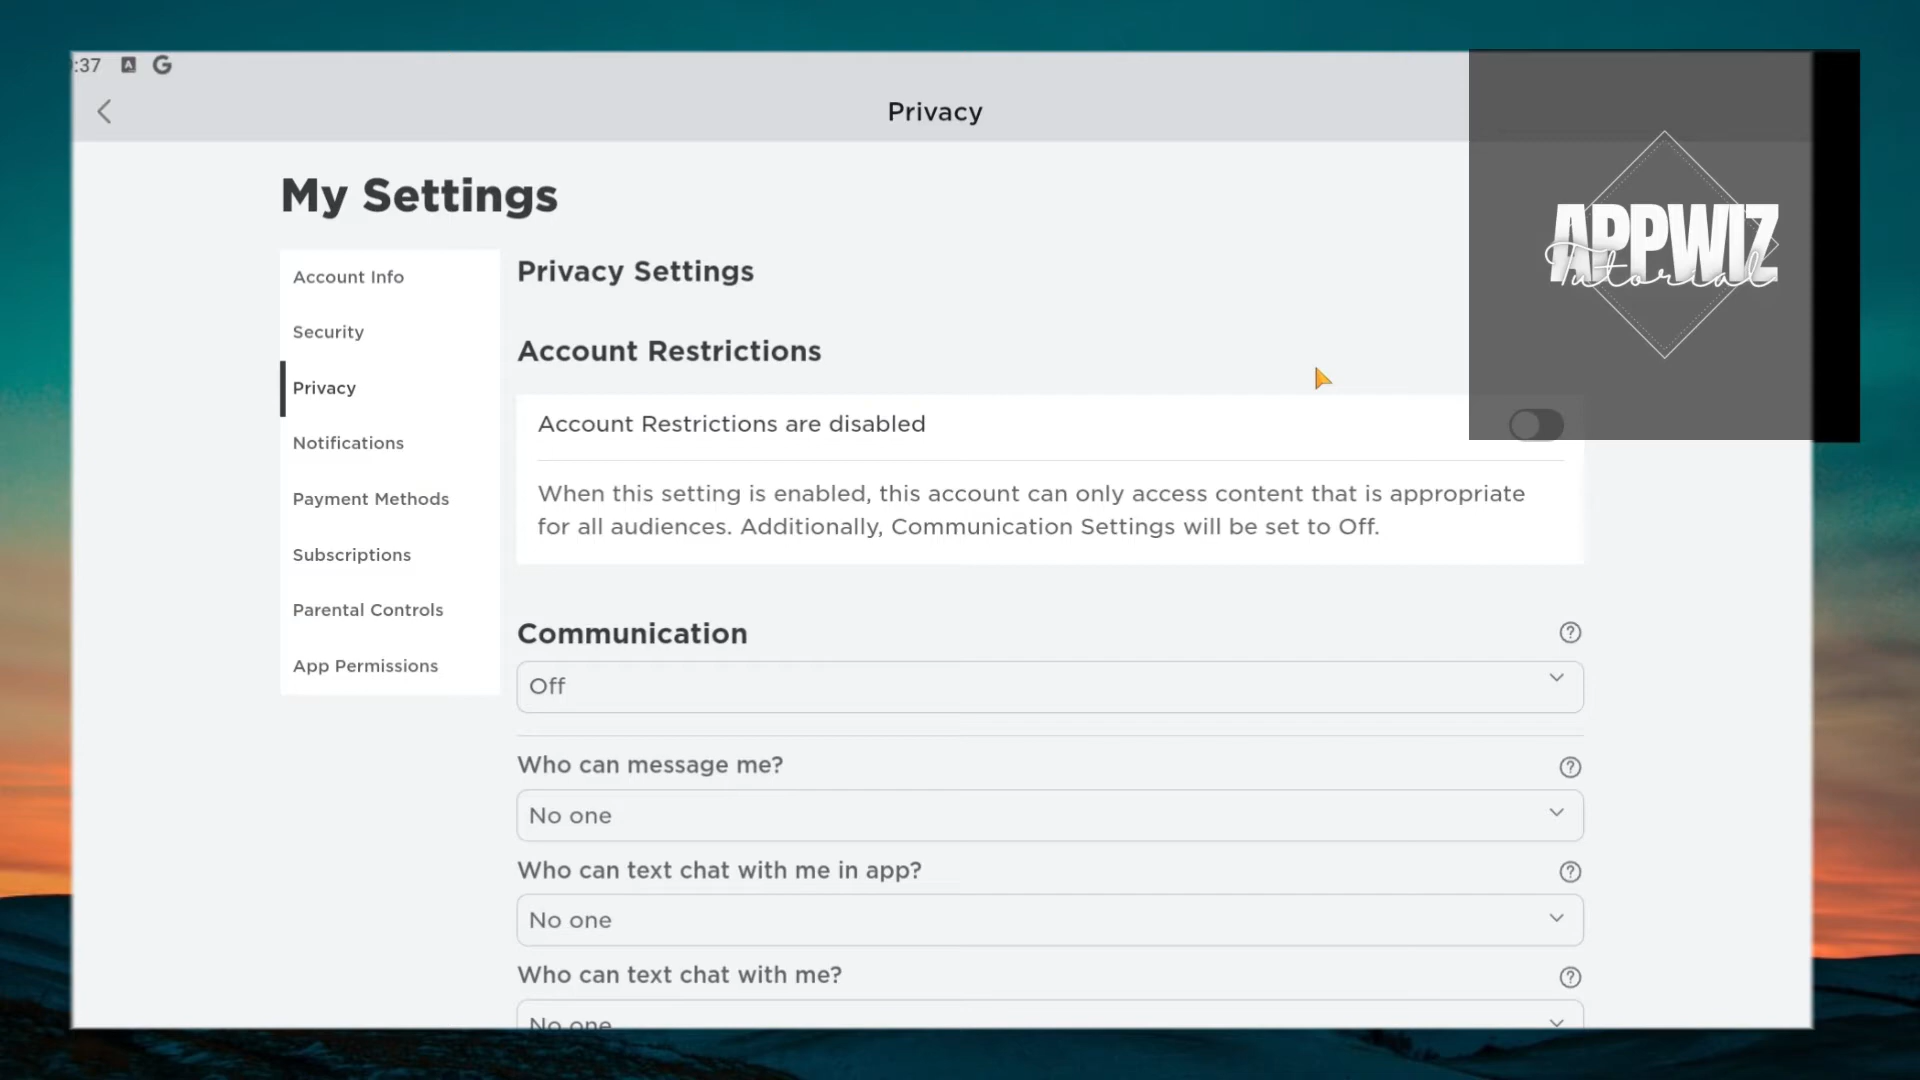 :37 A G
Privacy
My Settings
APPWIZ
Tutorial
Account Info
Security
Privacy
Notifications
Payment Methods
Subscriptions
Parental Controls
App Permissions
Privacy Settings
Account Restrictions
Account Restrictions are disabled
When this setting is enabled, this account can only access content that is appropriate
for all audiences. Additionally, Communication Settings will be set to Off.
Communication
Off
Who can message me?
No one
Who can text chat with me in app?
No one
Who can text chat with me?
No one